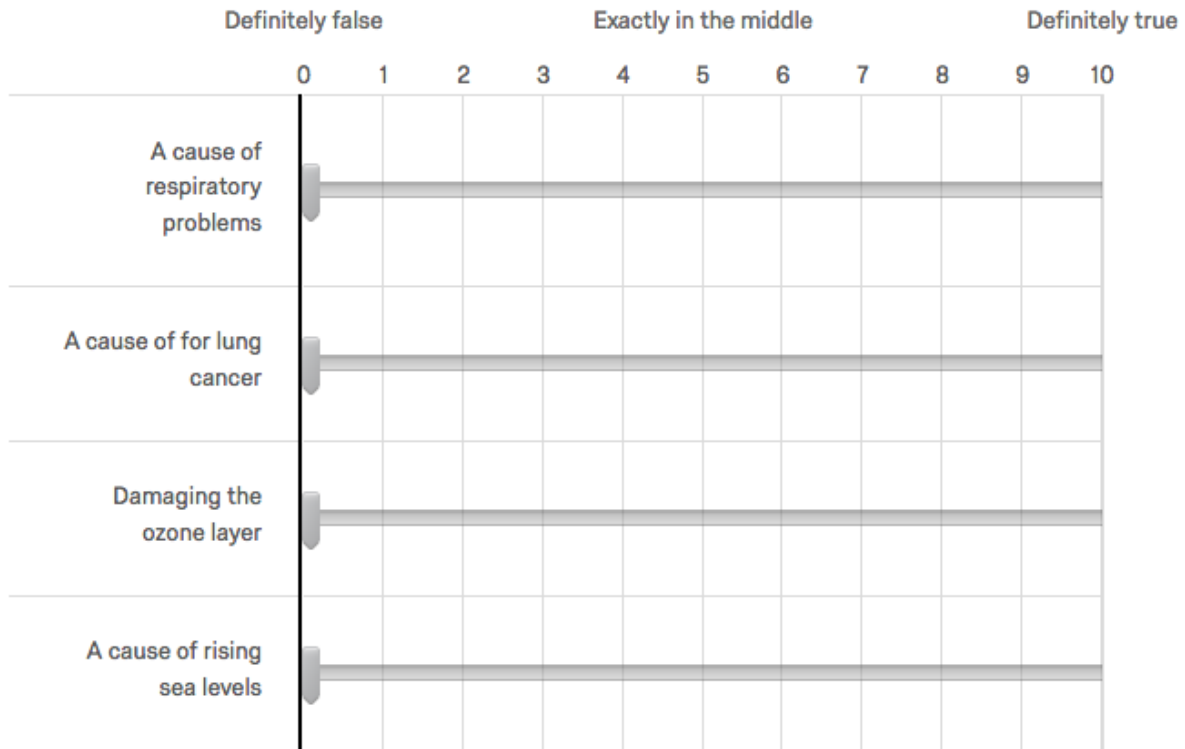 Definitely false Exactly in the middle Definitely true
0 1 2 3 4 5 6 7 8 9 10
A cause of
respiratory
problems
A cause of for lung
cancer
Damaging the
ozone layer
A cause of rising
sea levels